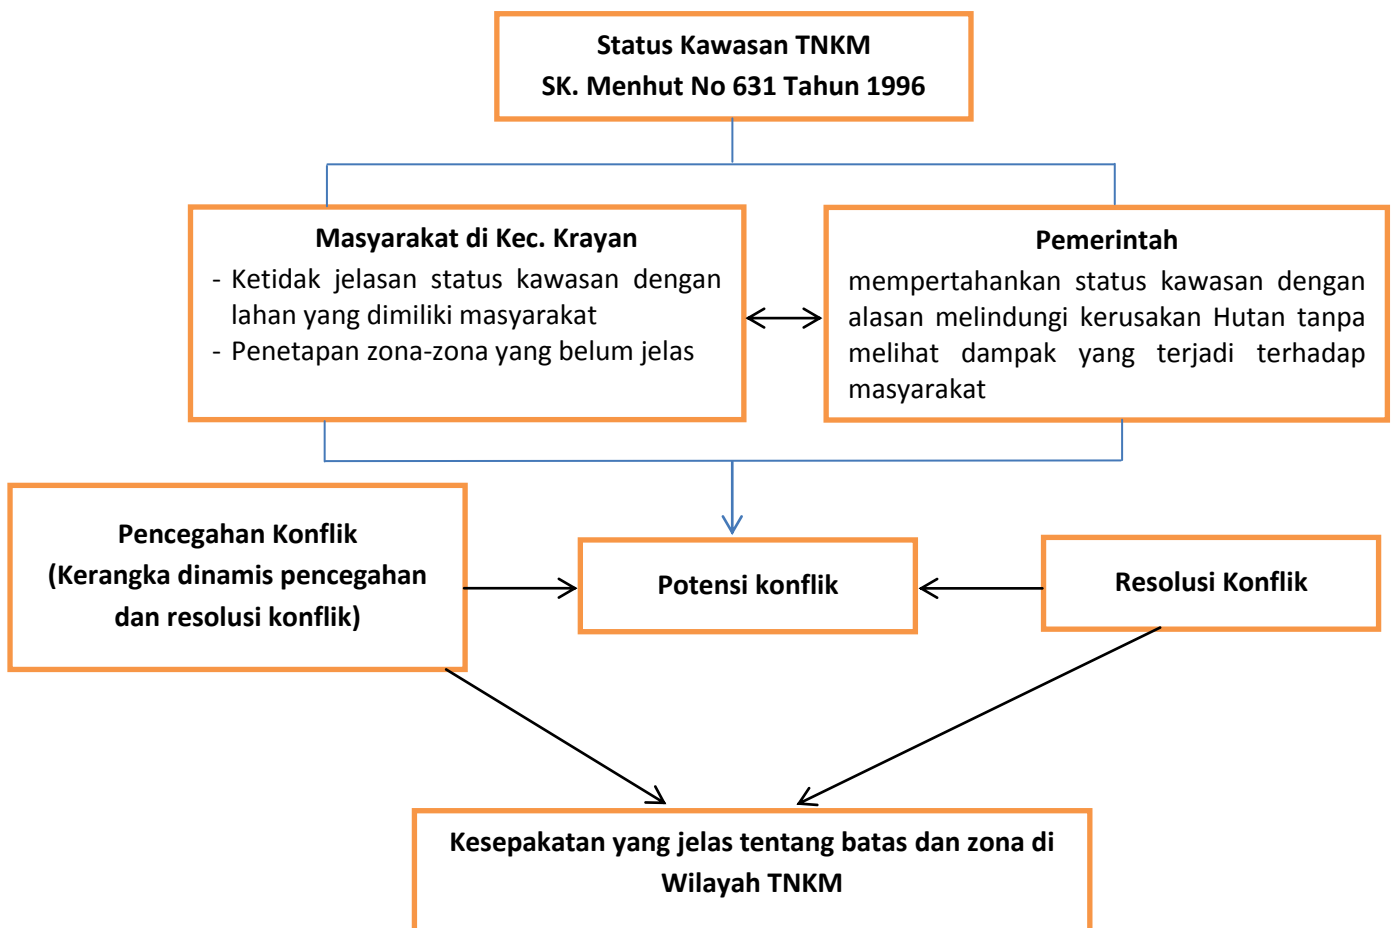 Status Kawasan TNKM
SK. Menhut No 631 Tahun 1996
Masyarakat di Kec. Krayan
- Ketidak jelasan status kawasan dengan
lahan yang dimiliki masyarakat
- Penetapan zona-zona yang belum jelas
Pemerintah
mempertahankan status kawasan dengan
alasan melindungi kerusakan Hutan tanpa
melihat dampak yang terjadi terhadap
masyarakat
Pencegahan Konflik
(Kerangka dinamis pencegahan
dan resolusi konflik)
Potensi konflik
Resolusi Konflik
Kesepakatan yang jelas tentang batas dan zona di
Wilayah TNKM